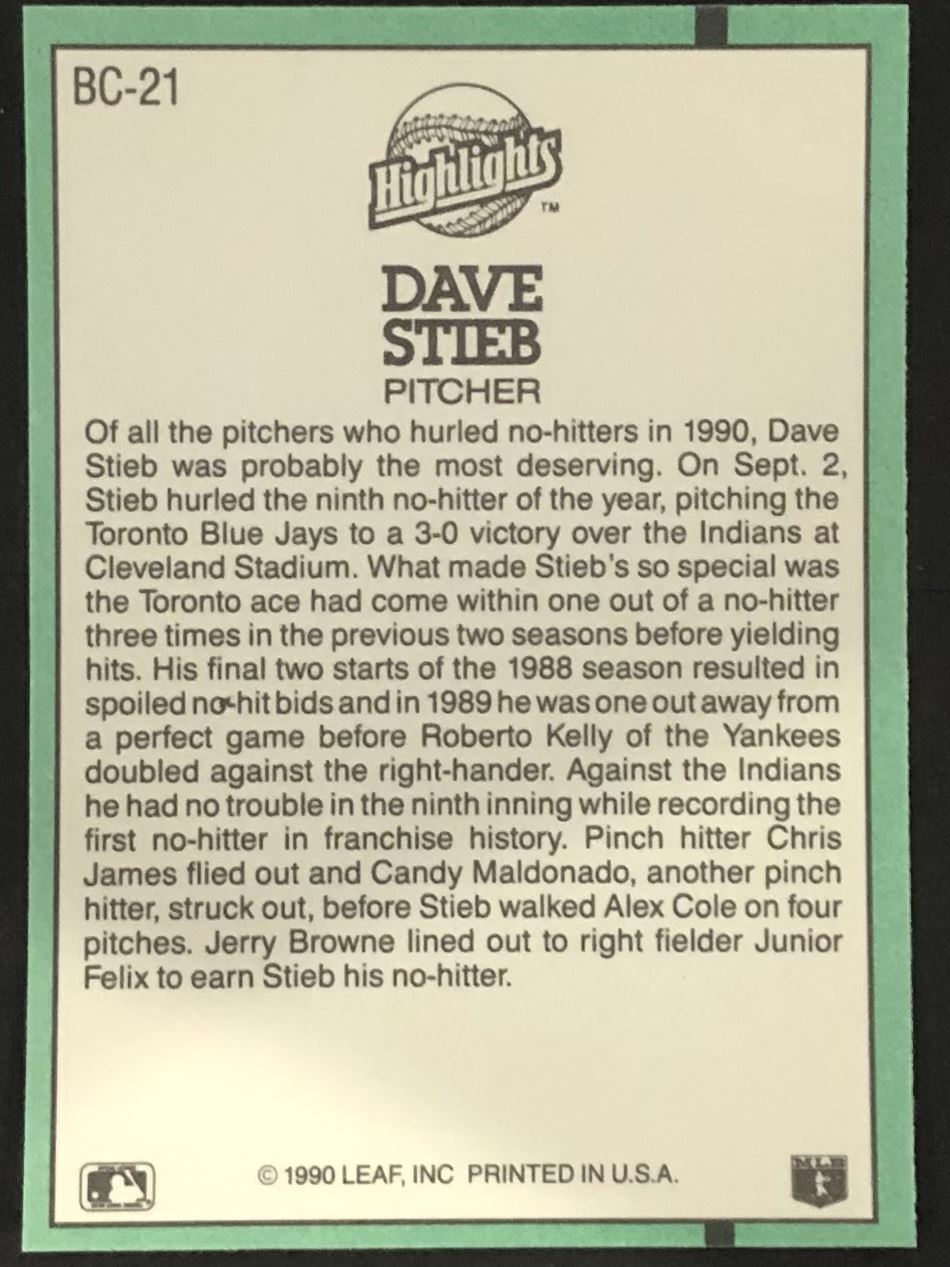 BC-21
Highlights
TM
DAVE
STIEB
PITCHER
Of all the pitchers who hurled no-hitters in 1990, Dave
Stieb was probably the most deserving. On Sept. 2,
Stieb hurled the ninth no-hitter of the year, pitching the
Toronto Blue Jays to a 3-0 victory over the Indians at
Cleveland Stadium. What made Stieb's so special was
the Toronto ace had come within one out of a no-hitter
three times in the previous two seasons before yielding
hits. His final two starts of the 1988 season resulted in
spoiled no-hit bids and in 1989 he was one out away from
a perfect game before Roberto Kelly of the Yankees
doubled against the right-hander. Against the Indians
he had no trouble in the ninth inning while recording the
first no-hitter in franchise history. Pinch hitter Chris
James flied out and Candy Maldonado, another pinch
hitter, struck out, before Stieb walked Alex Cole on four
pitches. Jerry Browne lined out to right fielder Junior
Felix to earn Stieb his no-hitter.
© 1990 LEAF, INC PRINTED IN U.S.A.
MLB